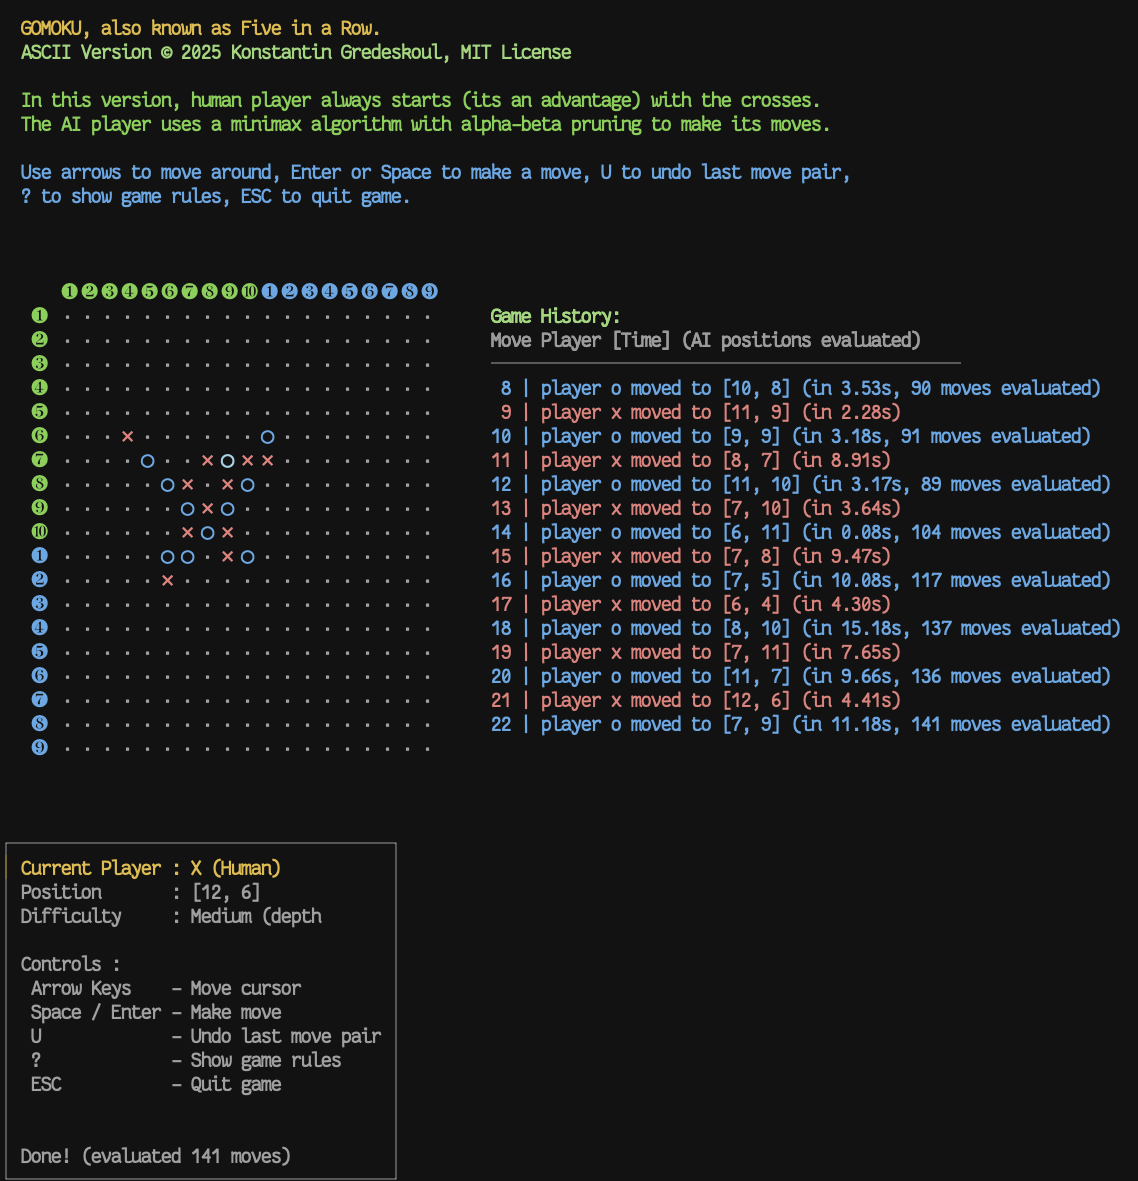 GOMOKU, also known as Five in a Row.
ASCII Version © 2025 Konstantin Gredeskoul, MIT License
In this version, human player always starts (its an advantage) with the crosses.
The AI player uses a minimax algorithm with alpha-beta pruning to make its moves.
Use arrows to move around, Enter or Space to make a move, U to undo last move pair,
? to show game rules, ESC to quit game.
❶❷❸❹❺❻❼❽❾❿❶❷❸❹❺❻❼❽❾
❶ . . . . . . . . . . . . . . . . . . .
❷ . . . . . . . . . . . . . . . . . . .
❸ . . . . . . . . . . . . . . . . . . .
❹ . . . . . . . . . . . . . . . . . . .
❺ . . . . . . . . . . . . . . . . . . .
❻ . . . × . . . . . . ○ . . . . . . . .
❼ . . . . ○ . . × ○ × × . . . . . . . .
❽ . . . . . ○ × . × ○ . . . . . . . . .
❾ . . . . . . ○ × ○ . . . . . . . . . .
❿ . . . . . . × ○ × . . . . . . . . . .
❶ . . . . . ○ ○ . × ○ . . . . . . . . .
❷ . . . . . × . . . . . . . . . . . . .
❸ . . . . . . . . . . . . . . . . . . .
❹ . . . . . . . . . . . . . . . . . . .
❺ . . . . . . . . . . . . . . . . . . .
❻ . . . . . . . . . . . . . . . . . . .
❼ . . . . . . . . . . . . . . . . . . .
❽ . . . . . . . . . . . . . . . . . . .
❾ . . . . . . . . . . . . . . . . . . .
Game History:
Move Player [Time] (AI positions evaluated)
8 | player o moved to [10, 8] (in 3.53s, 90 moves evaluated)
9 | player x moved to [11, 9] (in 2.28s)
10 | player o moved to [9, 9] (in 3.18s, 91 moves evaluated)
11 | player x moved to [8, 7] (in 8.91s)
12 | player o moved to [11, 10] (in 3.17s, 89 moves evaluated)
13 | player x moved to [7, 10] (in 3.64s)
14 | player o moved to [6, 11] (in 0.08s, 104 moves evaluated)
15 | player x moved to [7, 8] (in 9.47s)
16 | player o moved to [7, 5] (in 10.08s, 117 moves evaluated)
17 | player x moved to [6, 4] (in 4.30s)
18 | player o moved to [8, 10] (in 15.18s, 137 moves evaluated)
19 | player x moved to [7, 11] (in 7.65s)
20 | player o moved to [11, 7] (in 9.66s, 136 moves evaluated)
21 | player x moved to [12, 6] (in 4.41s)
22 | player o moved to [7, 9] (in 11.18s, 141 moves evaluated)
Current Player : X (Human)
Position : [12, 6]
Difficulty : Medium (depth
Controls :
Arrow Keys – Move cursor
Space / Enter – Make move
U – Undo last move pair
? – Show game rules
ESC – Quit game
Done! (evaluated 141 moves)